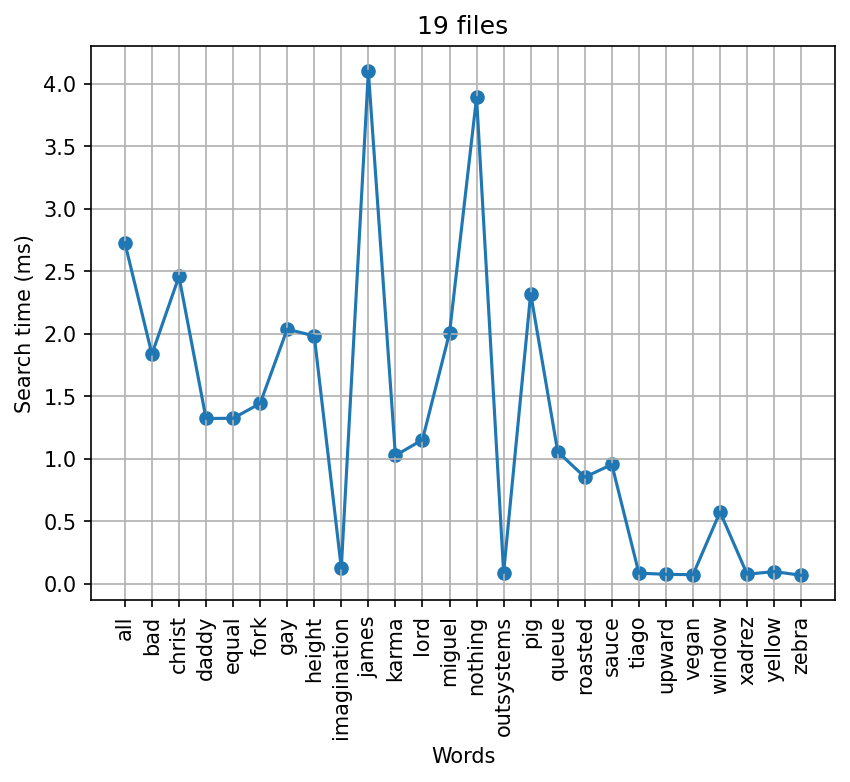 19 files
Search time (ms)
4.0
3.5
3.0
2.5
2.0
1.5
1.0
0.5
0.0
all
bad
christ
daddy
equal
fork
gay
height
imagination
james
karma
lord
miguel
nothing
outsystems
pig
queue
roasted
sauce
tiago
upward
vegan
window
xadrez
yellow
zebra
Words